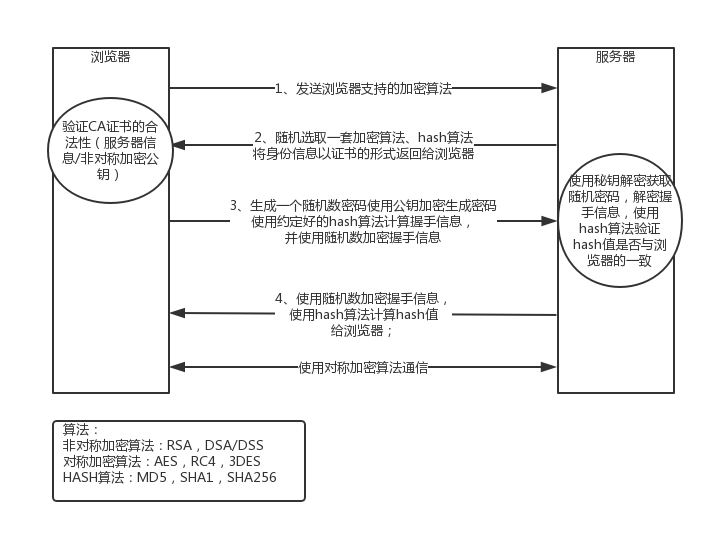 浏览器
服务器
1、发送浏览器支持的加密算法
验证CA证书的合
法性（服务器信
息/非对称加密公
钥）
2、随机选取一套加密算法、hash算法
将身份信息以证书的形式返回给浏览器
使用秘钥解密获取
随机密码，解密握
手信息，使用
hash算法验证
hash值是否与浏
览器的一致
3、生成一个随机数密码使用公钥加密生成密码
使用约定好的hash算法计算握手信息，
并使用随机数加密握手信息
4、使用随机数加密握手信息，
使用hash算法计算hash值
给浏览器；
使用对称加密算法通信
算法：
非对称加密算法：RSA，DSA/DSS
对称加密算法：AES，RC4，3DES
HASH算法：MD5，SHA1，SHA256